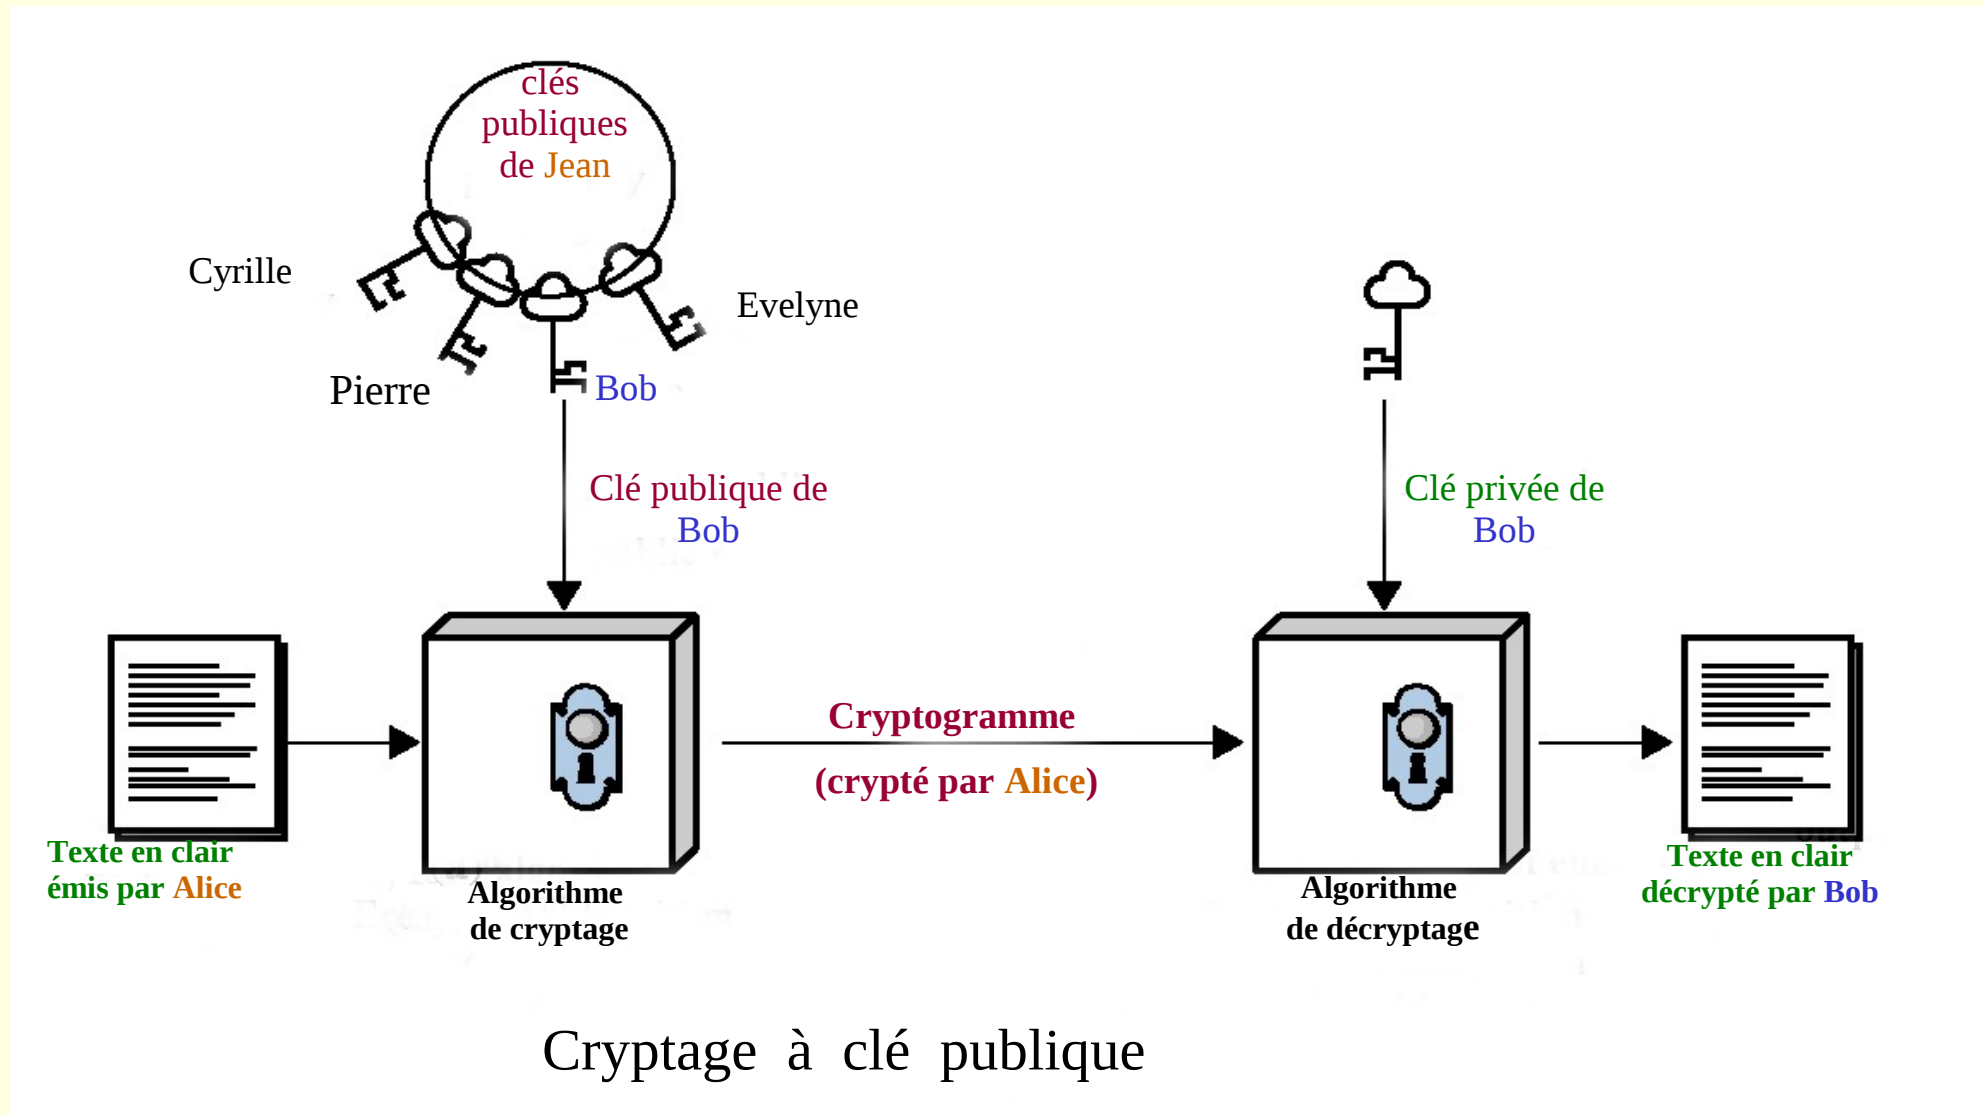 clés
publiques
de Jean
Cyrille
Evelyne
Pierre
Bob
Clé publique de
Bob
Clé privée de
Bob
Cryptogramme
(crypté par Alice)
Texte en clair
émis par Alice
Algorithme
de cryptage
Algorithme
de décryptage
Texte en clair
décrypté par Bob
Cryptage à clé publique